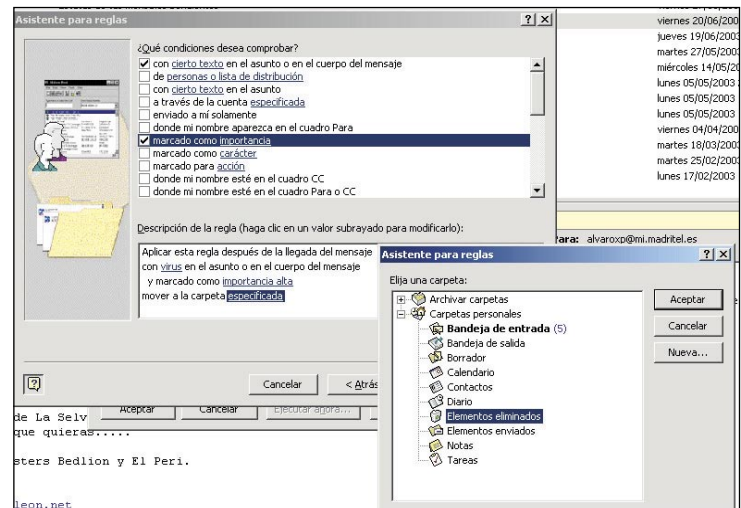 Asistente para reglas
¿Qué condiciones desea comprobar?
con cierto texto en el asunto o en el cuerpo del mensaje
de personas o lista de distribución
con cierto texto en el asunto
a través de la cuenta especificada
enviado a mí solamente
donde mi nombre aparezca en el cuadro Para
marcado como importancia
marcado como carácter
marcado para acción
donde mi nombre esté en el cuadro CC
donde mi nombre esté en el cuadro Para o CC
Descripción de la regla (haga clic en un valor subrayado para modificarlo):
Aplicar esta regla después de la llegada del mensaje
con virus en el asunto o en el cuerpo del mensaje
y marcado como importancia alta
mover a la carpeta especificada
Cancelar
< Atrás
Aceptar
Cancelar
Ejecutar ahora...
de La Selv
que quieras.....
sters Bedlion y El Peri.
leon.net
viernes 20/06/200
jueves 19/06/2003
martes 27/05/2003
miércoles 14/05/20
lunes 05/05/2003
lunes 05/05/2003
lunes 05/05/2003
viernes 04/04/200
martes 18/03/2003
martes 25/02/2003
lunes 17/02/2003
Para: alvaroxp@mi.madritel.es
Asistente para reglas
Elija una carpeta:
Archivar carpetas
Carpetas personales
Bandeja de entrada (5)
Bandeja de salida
Borrador
Calendario
Contactos
Diario
Elementos eliminados
Elementos enviados
Notas
Tareas
Aceptar
Cancelar
Nueva...